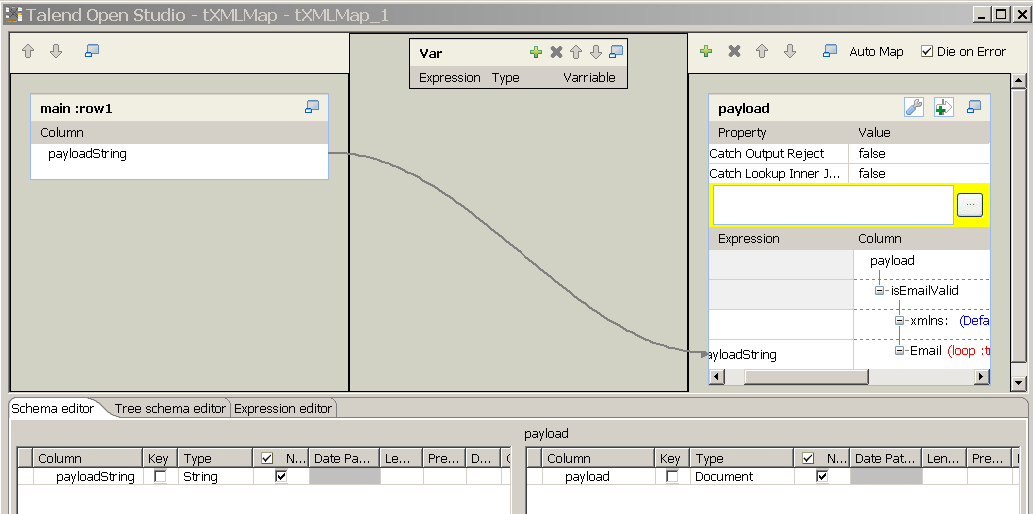 Talend Open Studio - tXMLMap - tXMLMap_1
Auto Map Die on Error
Var
Expression Type Varriable
main :row1
Column
payloadString
payload
Property Value
Catch Output Reject false
Catch Lookup Inner J... false
...
Expression Column
payload
isEmailValid
xmlns: (Defa
ayloadString Email (loop :t
Schema editor Tree schema editor Expression editor
payload
Column Key Type N... Date Pa... Le... Pre... D...
payloadString String
Column Key Type N... Date Pat... Len... Pre...
payload Document